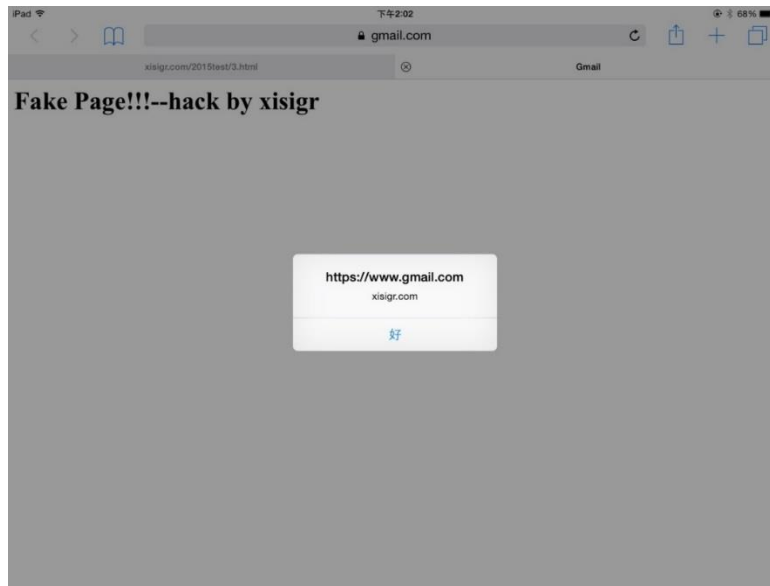 iPad 下午2:02 68%
gmail.com
xisigr.com/2015test/3.html Gmail
Fake Page!!!--hack by xisigr
https://www.gmail.com
xisigr.com
好